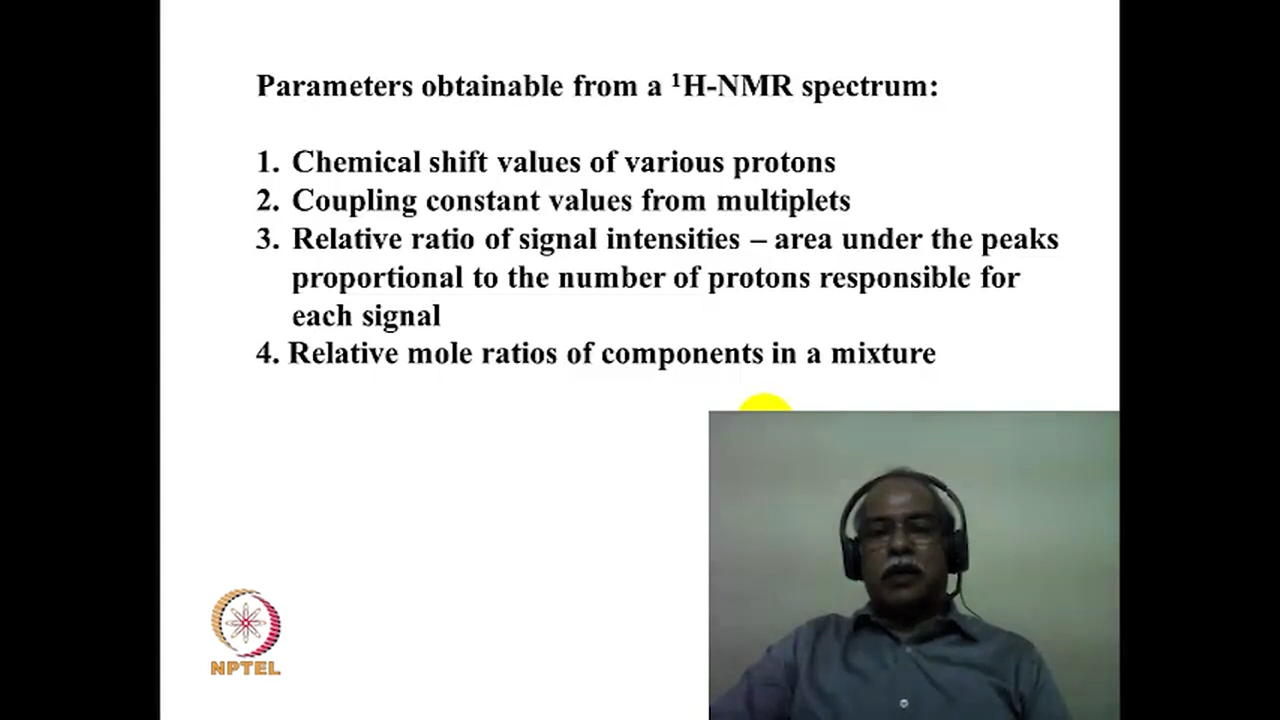 Parameters obtainable from a ¹H-NMR spectrum:
1. Chemical shift values of various protons
2. Coupling constant values from multiplets
3. Relative ratio of signal intensities – area under the peaks
proportional to the number of protons responsible for
each signal
4. Relative mole ratios of components in a mixture
NPTEL